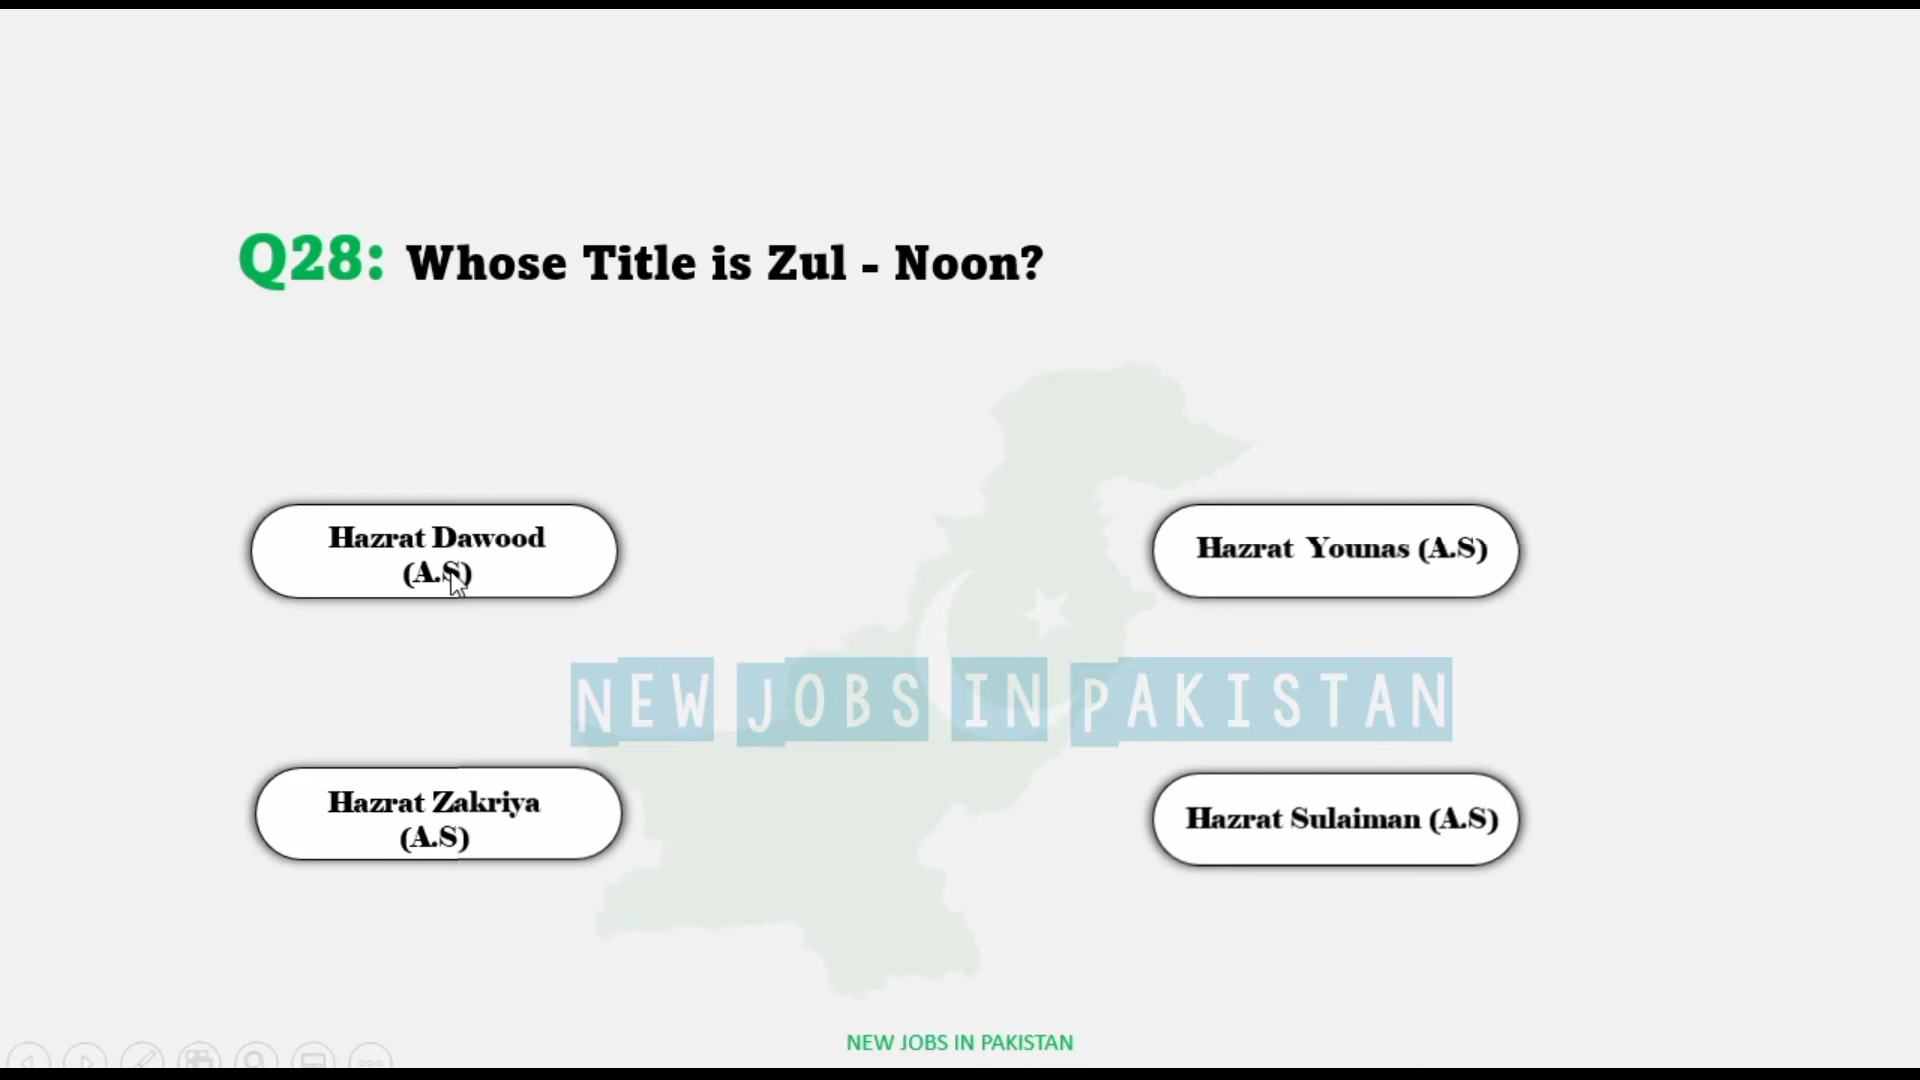 Q28: Whose Title is Zul - Noon?
Hazrat Dawood
(A.S)
Hazrat Younas (A.S)
NEW JOBS IN PAKISTAN
Hazrat Zakriya
(A.S)
Hazrat Sulaiman (A.S)
NEW JOBS IN PAKISTAN